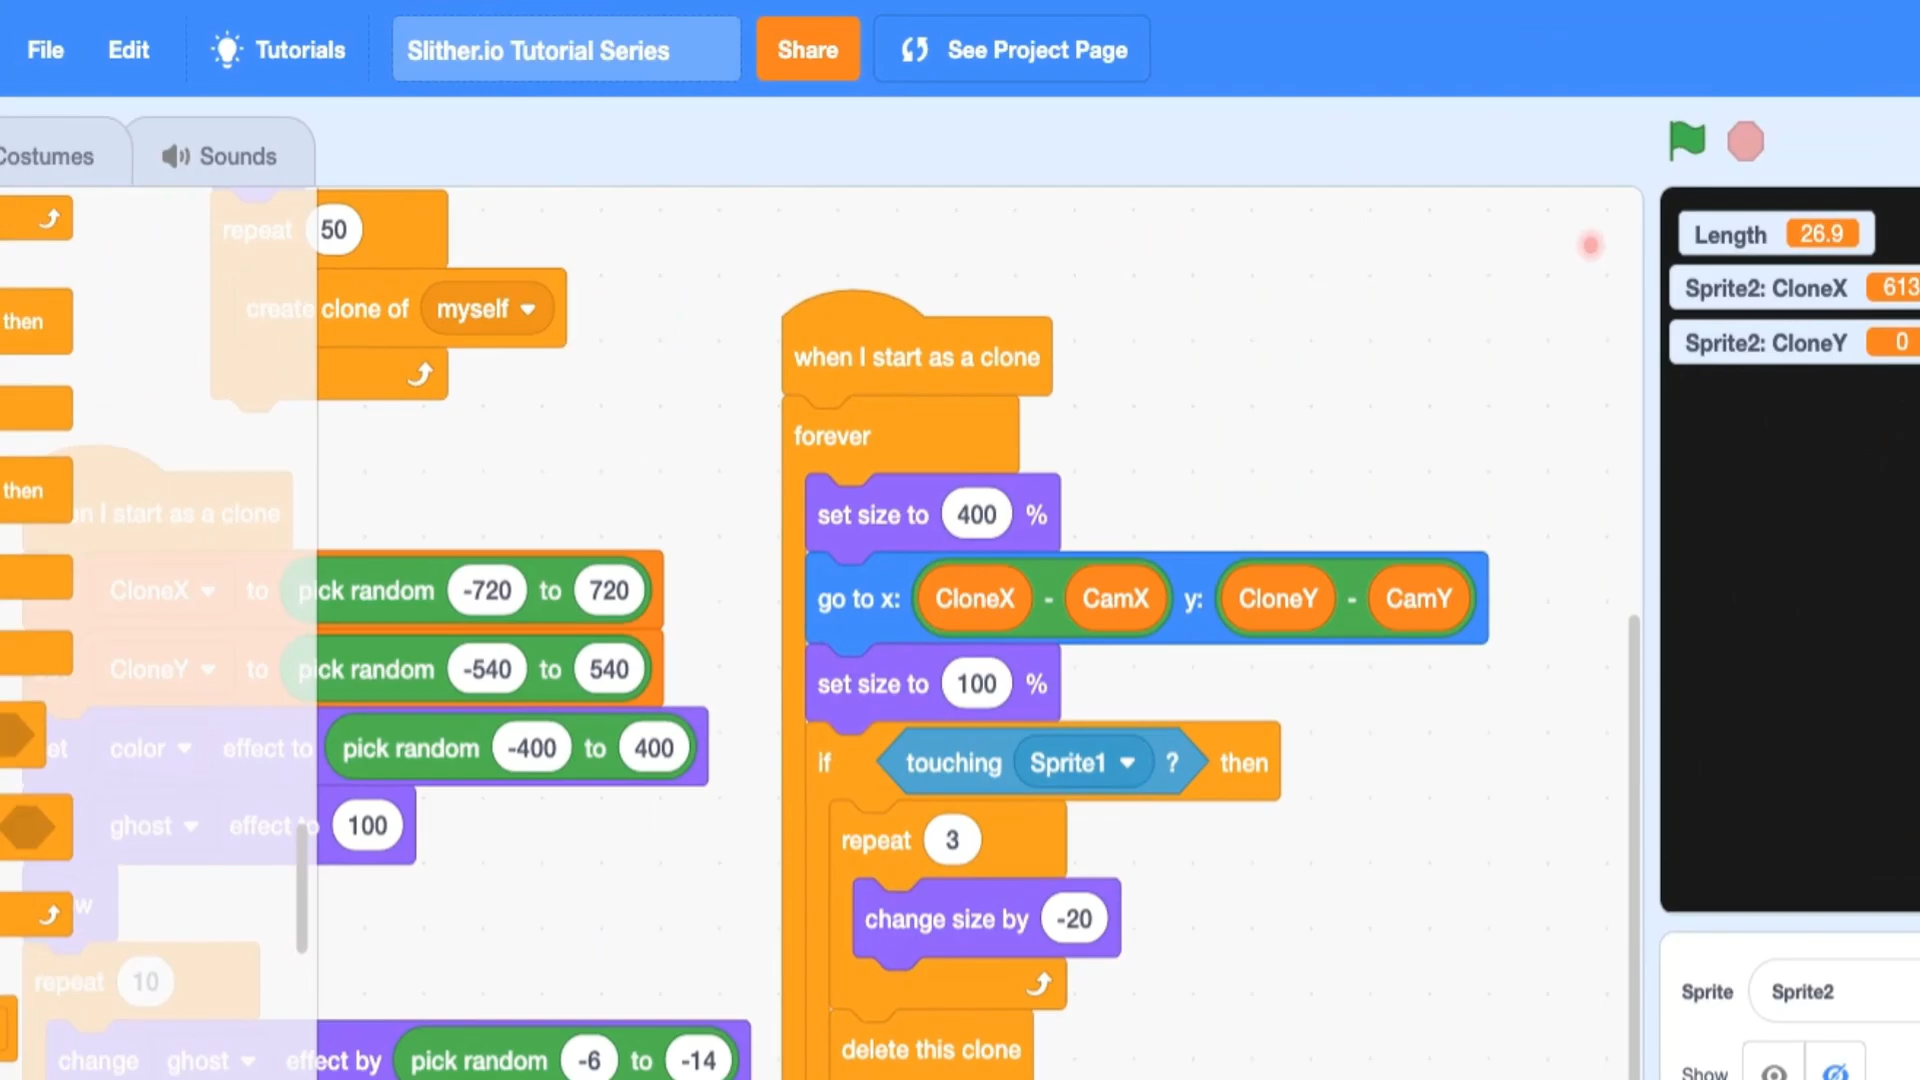 File Edit Tutorials Slither.io Tutorial Series Share See Project Page
Costumes Sounds
repeat 50
create clone of myself
then
then
n I start as a clone
CloneX to pick random -720 to 720
CloneY to pick random -540 to 540
et color effect to pick random -400 to 400
ghost effect to 100
w
repeat 10
change ghost effect by pick random -6 to -14
when I start as a clone
forever
set size to 400 %
go to x: CloneX - CamX y: CloneY - CamY
set size to 100 %
if touching Sprite1 ? then
repeat 3
change size by -20
delete this clone
Length 26.9
Sprite2: CloneX 613
Sprite2: CloneY 0
Sprite Sprite2
Show